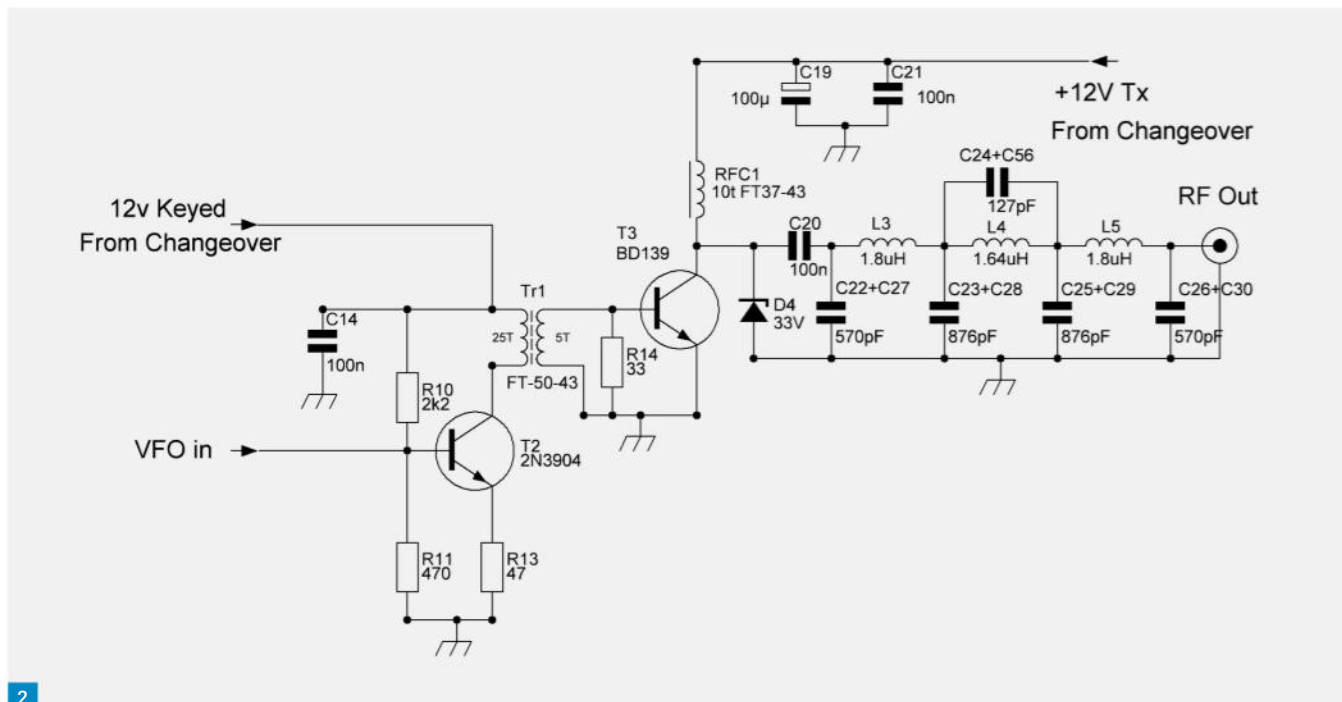 C19
100µ
C21
100n
+12V Tx
From Changeover
RFC1
10t FT37-43
C24+C56
127pF
RF Out
12v Keyed
From Changeover
T3
BD139
C20
100n
L3
1.8uH
L4
1.64uH
L5
1.8uH
Tr1
25T
5T
FT-50-43
C14
100n
R14
33
D4
33V
C22+C27
570pF
C23+C28
876pF
C25+C29
876pF
C26+C30
570pF
R10
2k2
VFO in
T2
2N3904
R11
470
R13
47
2